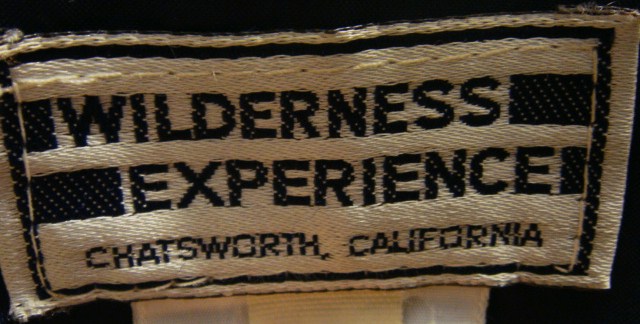 WILDERNESS
EXPERIENCE
CHATSWORTH, CALIFORNIA